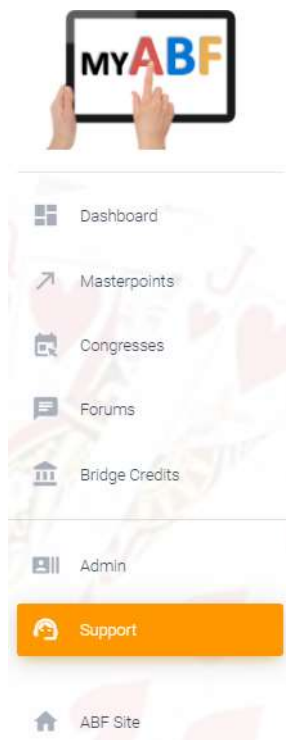 MYABF
Dashboard
Masterpoints
Congresses
Forums
Bridge Credits
Admin
Support
ABF Site